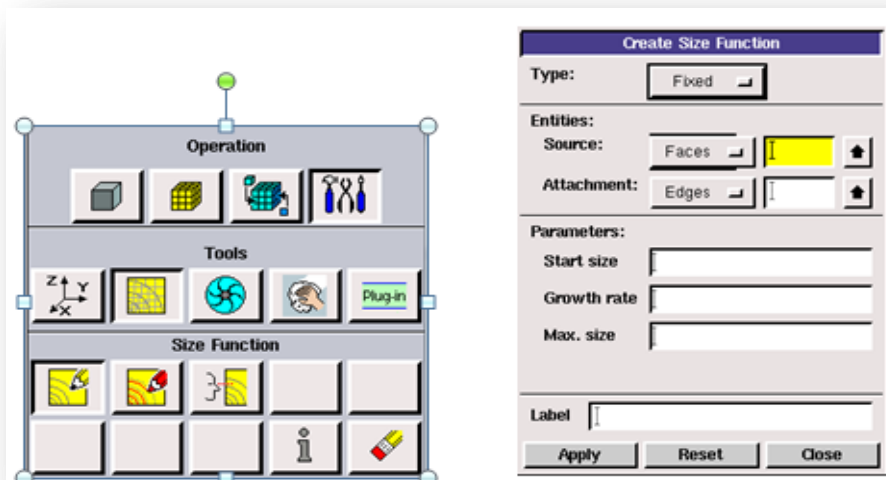 Operation
Tools
Z Y X
Plug-in
Size Function
Create Size Function
Type: Fixed
Entities:
Source: Faces
Attachment: Edges
Parameters:
Start size
Growth rate
Max. size
Label
Apply Reset Close